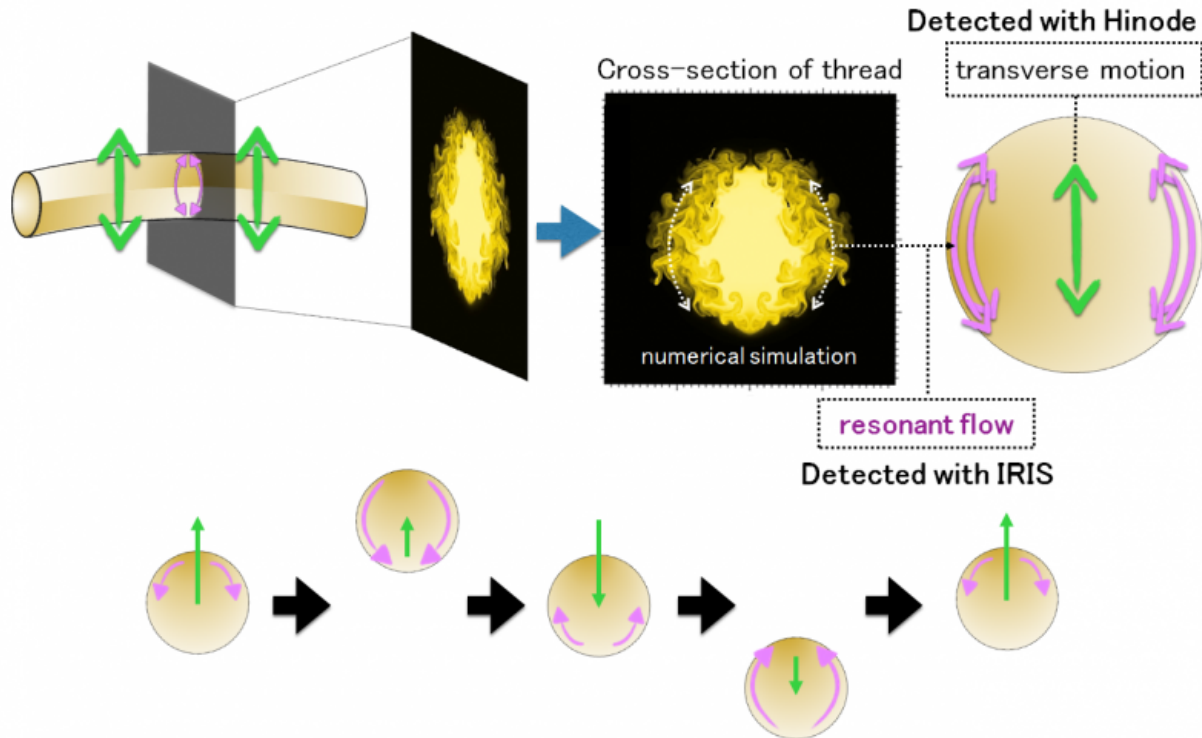 Detected with Hinode
Cross-section of thread
transverse motion
numerical simulation
resonant flow
Detected with IRIS